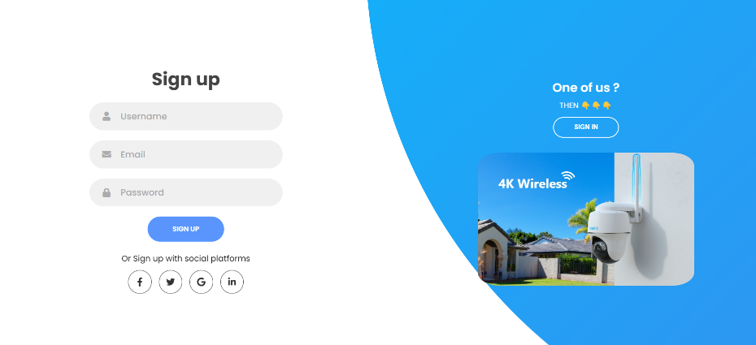 Sign up
Username
Email
Password
SIGN UP
Or Sign up with social platforms
One of us ?
THEN 👇👇👇
SIGN IN
4K Wireless